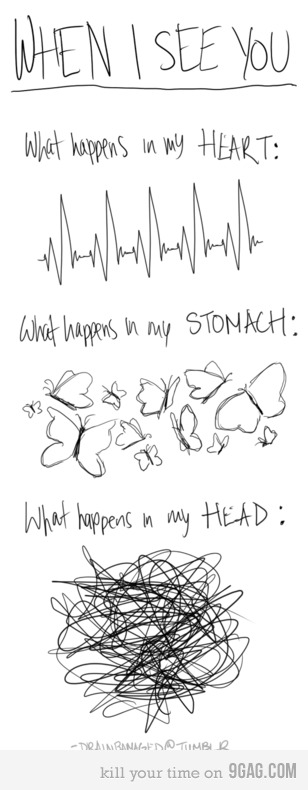 WHEN I SEE YOU
What happens in my HEART:
What happens in my STOMACH:
What happens in my HEAD:
-DRAINBANAGED@TUMBLR
kill your time on 9GAG.COM